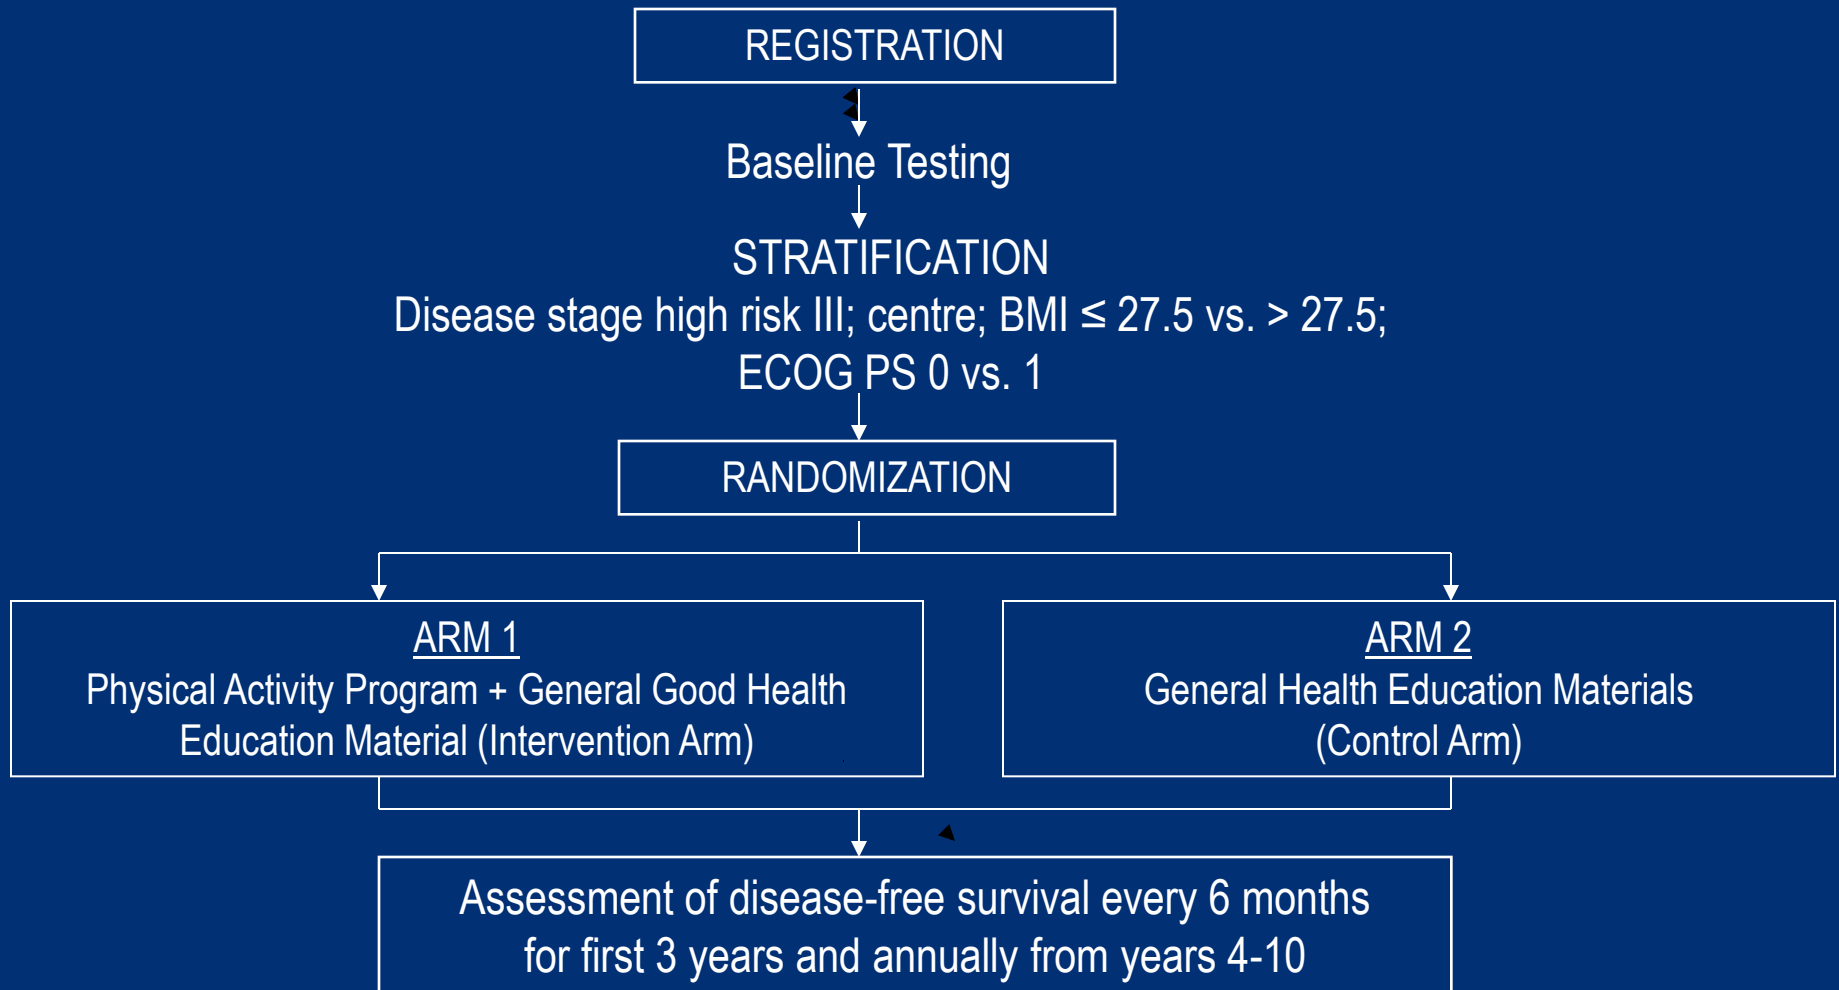 REGISTRATION
Baseline Testing
STRATIFICATION
Disease stage high risk III; centre; BMI ≤ 27.5 vs. > 27.5;
ECOG PS 0 vs. 1
RANDOMIZATION
ARM 1
Physical Activity Program + General Good Health
Education Material (Intervention Arm)
ARM 2
General Health Education Materials
(Control Arm)
Assessment of disease-free survival every 6 months
for first 3 years and annually from years 4-10